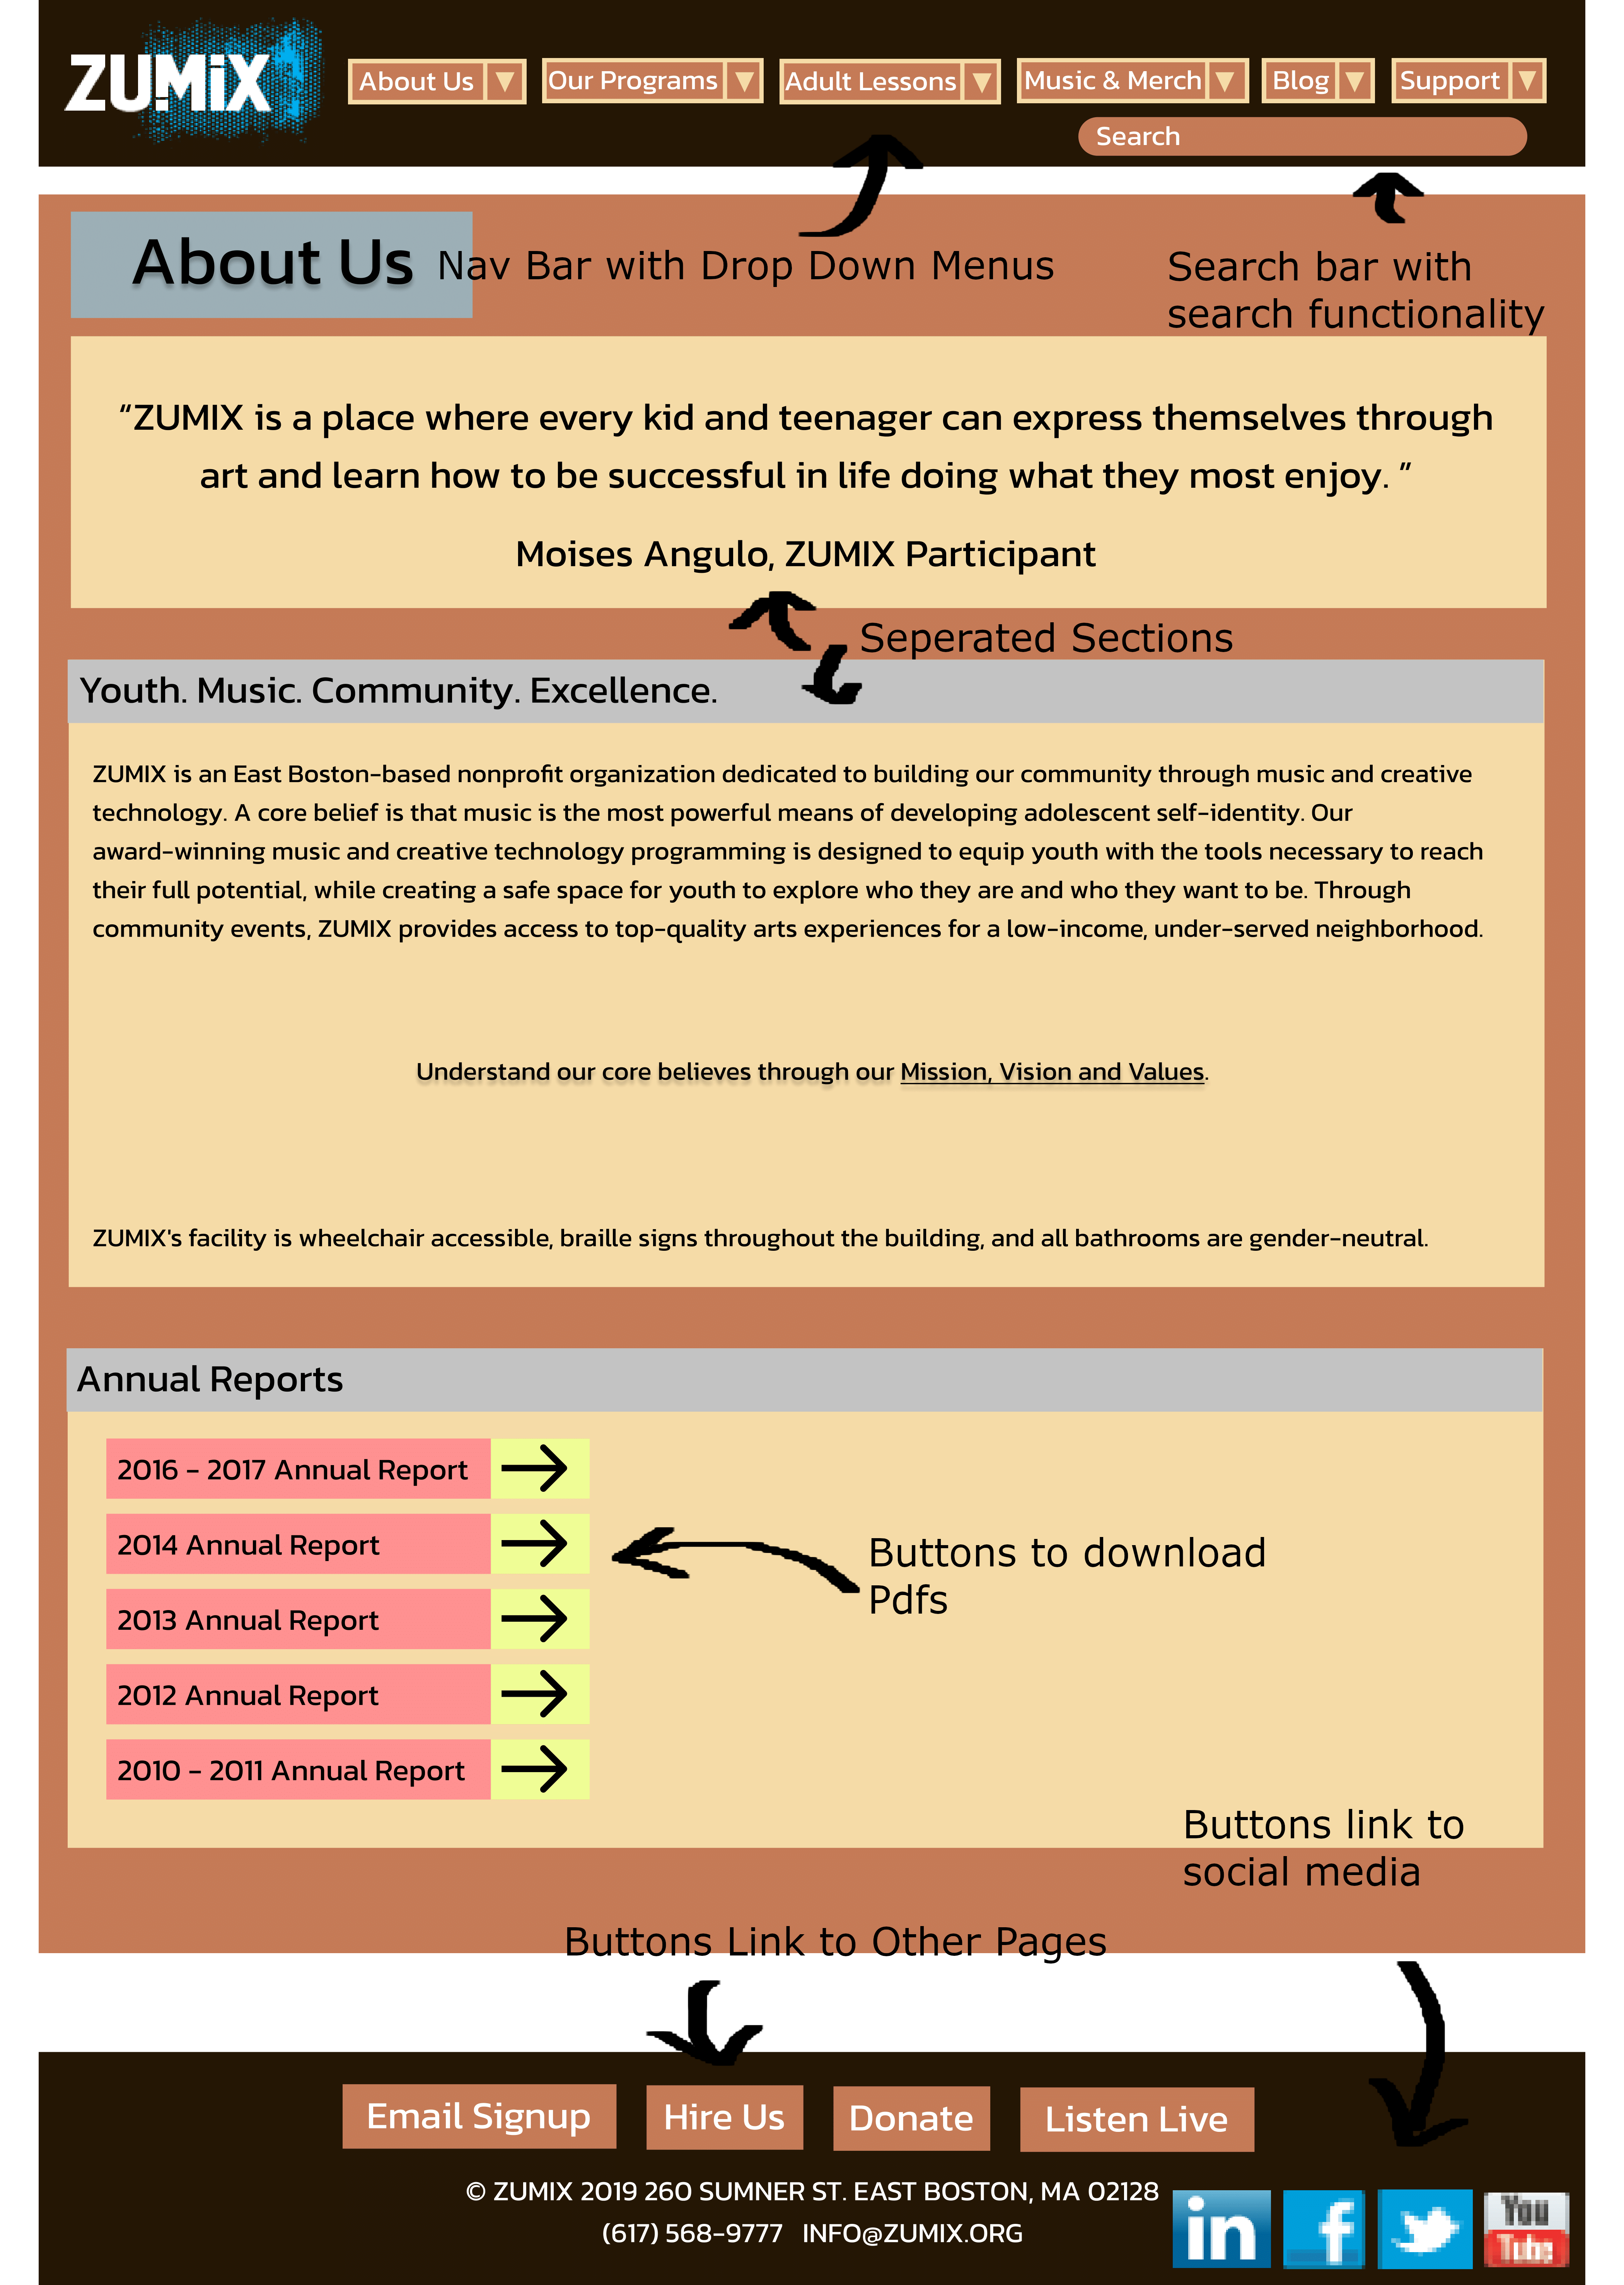 ZUMiX
About Us ▼ Our Programs ▼ Adult Lessons ▼ Music & Merch ▼ Blog ▼ Support ▼
Search
About Us
Nav Bar with Drop Down Menus
Search bar with
search functionality
“ZUMIX is a place where every kid and teenager can express themselves through
art and learn how to be successful in life doing what they most enjoy. ”
Moises Angulo, ZUMIX Participant
Seperated Sections
Youth. Music. Community. Excellence.
ZUMIX is an East Boston-based nonprofit organization dedicated to building our community through music and creative
technology. A core belief is that music is the most powerful means of developing adolescent self-identity. Our
award-winning music and creative technology programming is designed to equip youth with the tools necessary to reach
their full potential, while creating a safe space for youth to explore who they are and who they want to be. Through
community events, ZUMIX provides access to top-quality arts experiences for a low-income, under-served neighborhood.
Understand our core believes through our Mission, Vision and Values.
ZUMIX's facility is wheelchair accessible, braille signs throughout the building, and all bathrooms are gender-neutral.
Annual Reports
2016 - 2017 Annual Report
2014 Annual Report
2013 Annual Report
2012 Annual Report
2010 - 2011 Annual Report
Buttons to download
Pdfs
Buttons link to
social media
Buttons Link to Other Pages
Email Signup Hire Us Donate Listen Live
© ZUMIX 2019 260 SUMNER ST. EAST BOSTON, MA 02128
(617) 568-9777 INFO@ZUMIX.ORG
in f You
Tube